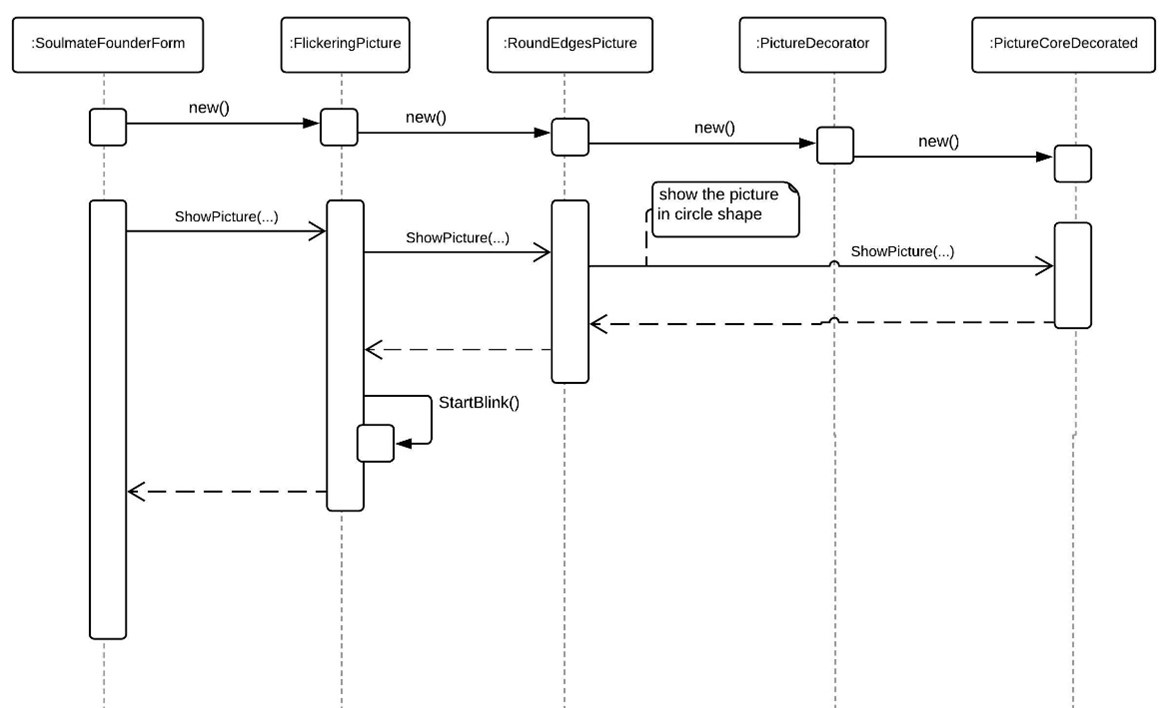 :SoulmateFounderForm
:FlickeringPicture
:RoundEdgesPicture
:PictureDecorator
:PictureCoreDecorated
new()
new()
new()
new()
show the picture
in circle shape
ShowPicture(...)
ShowPicture(...)
ShowPicture(...)
StartBlink()